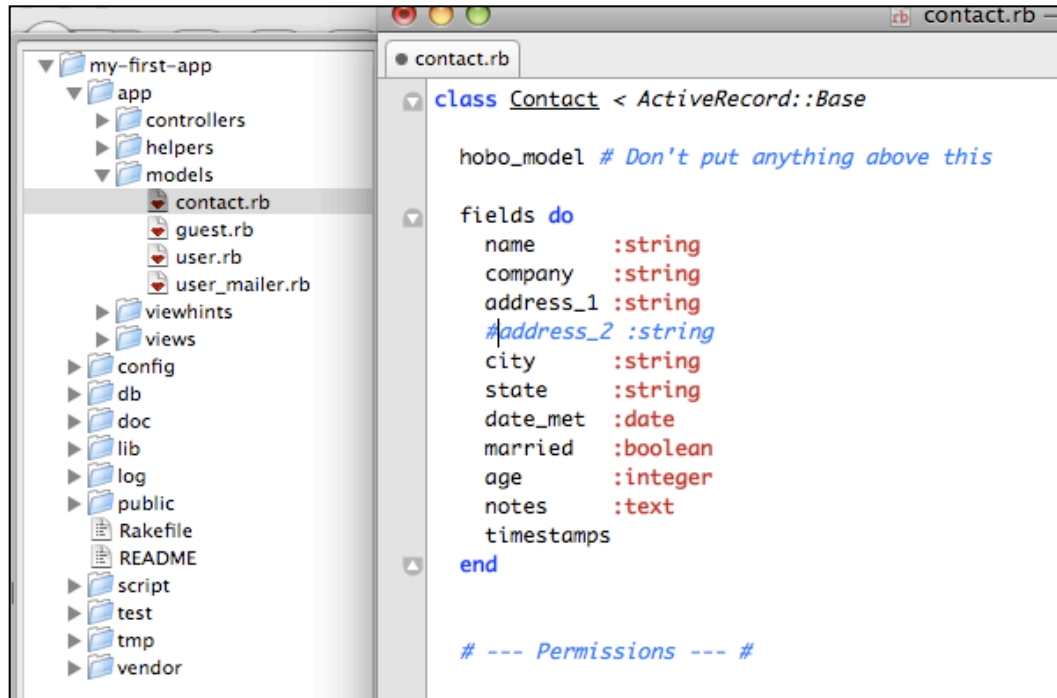 contact.rb –
my-first-app
app
controllers
helpers
models
contact.rb
guest.rb
user.rb
user_mailer.rb
viewhints
views
config
db
doc
lib
log
public
Rakefile
README
script
test
tmp
vendor
contact.rb
class Contact < ActiveRecord::Base
hobo_model # Don't put anything above this
fields do
name :string
company :string
address_1 :string
#address_2 :string
city :string
state :string
date_met :date
married :boolean
age :integer
notes :text
timestamps
end
# --- Permissions --- #